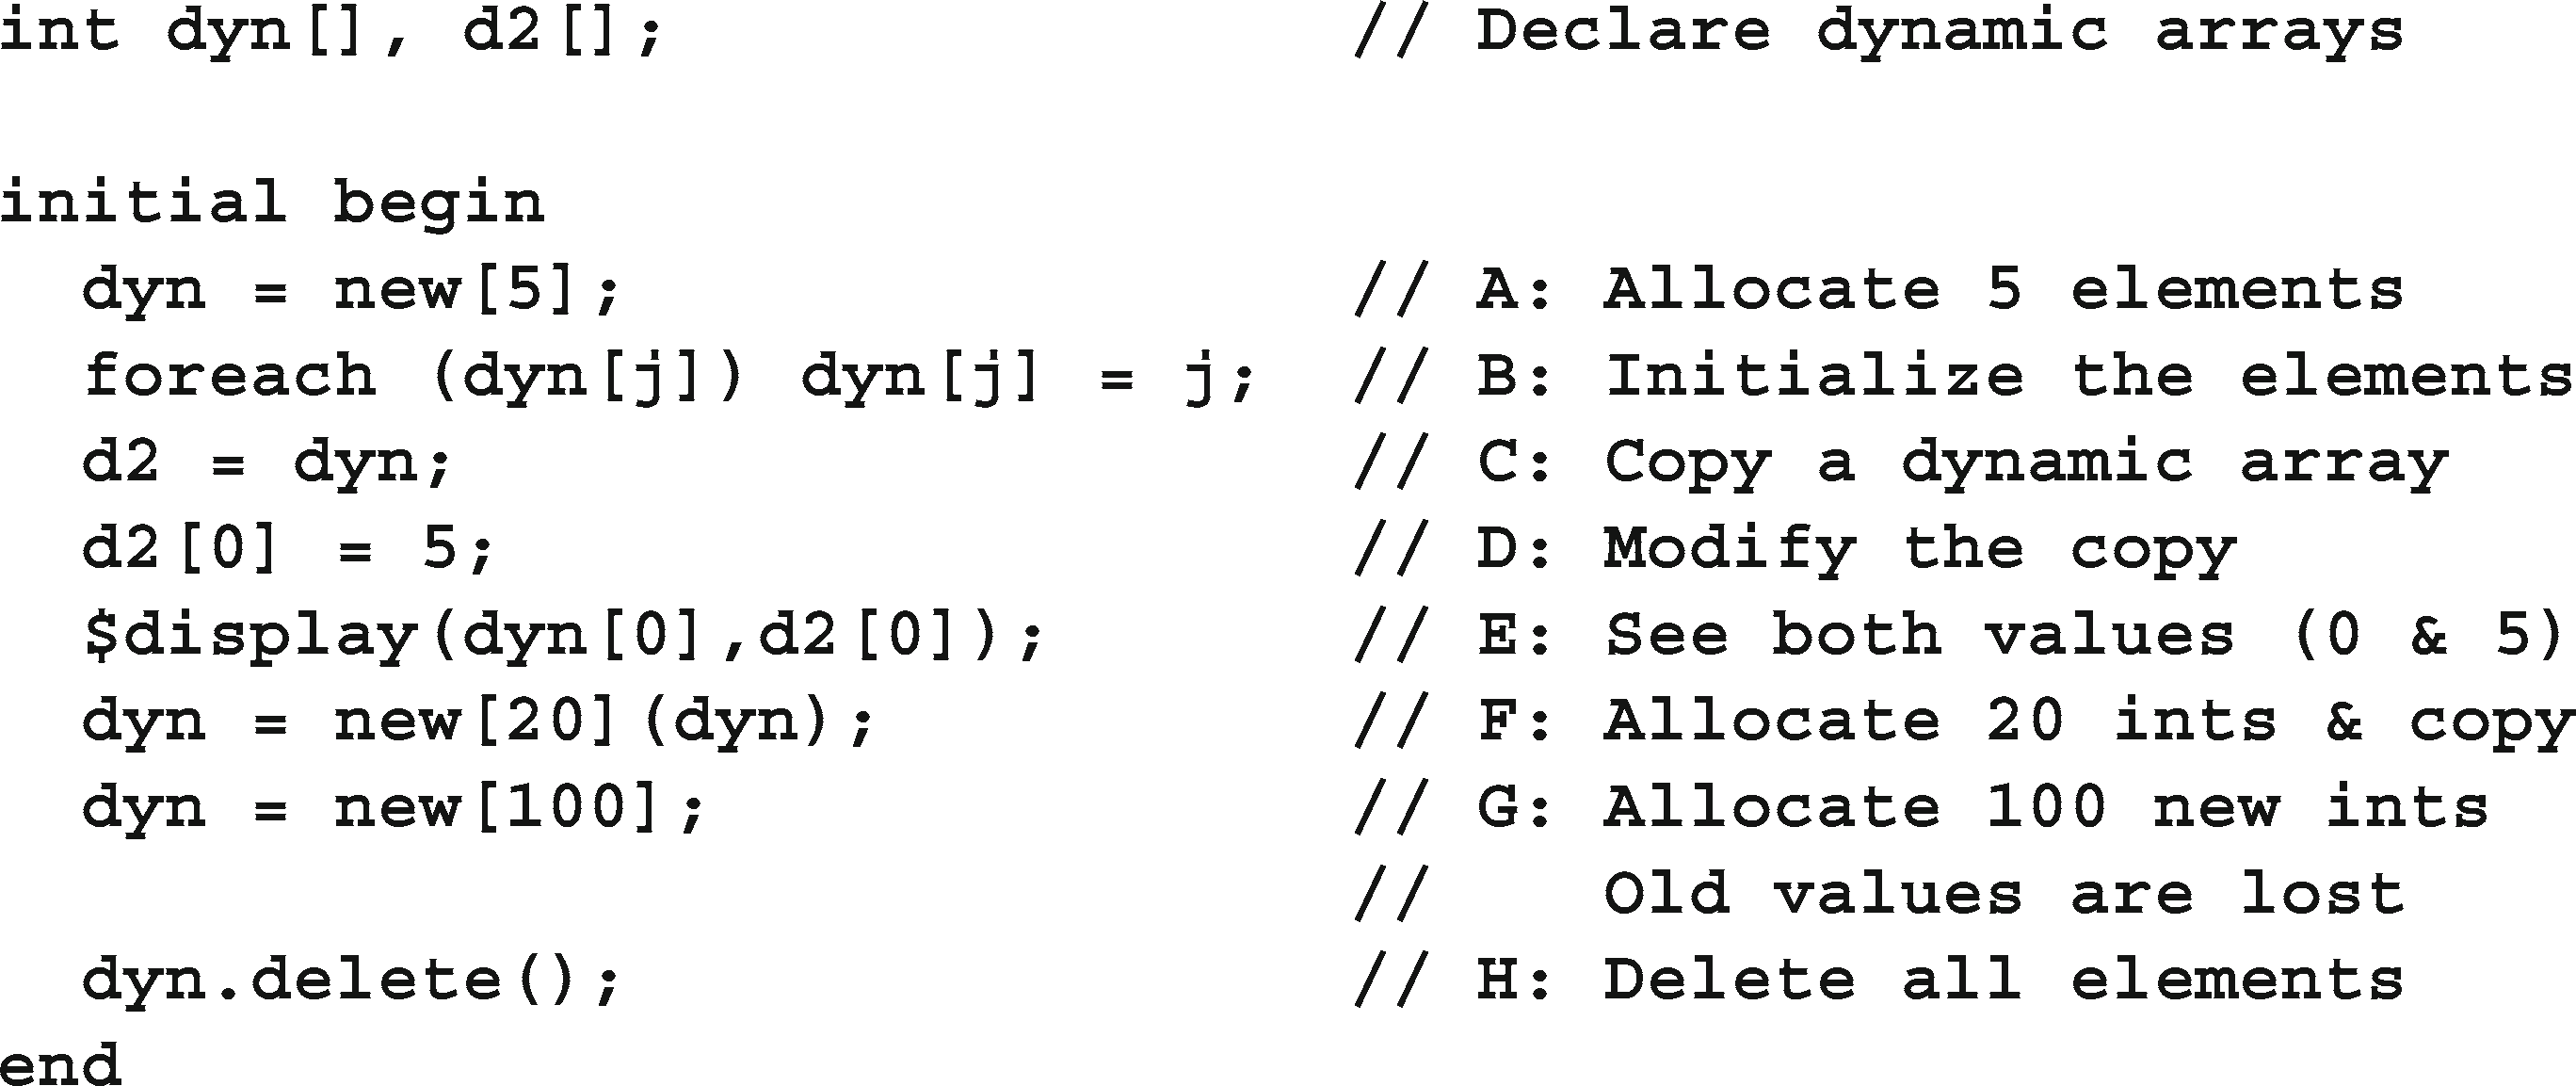 int dyn[], d2[];                // Declare dynamic arrays

initial begin
  dyn = new[5];                 // A: Allocate 5 elements
  foreach (dyn[j]) dyn[j] = j;  // B: Initialize the elements
  d2 = dyn;                     // C: Copy a dynamic array
  d2[0] = 5;                    // D: Modify the copy
  $display(dyn[0],d2[0]);       // E: See both values (0 & 5)
  dyn = new[20](dyn);           // F: Allocate 20 ints & copy
  dyn = new[100];               // G: Allocate 100 new ints
                                //    Old values are lost
  dyn.delete();                 // H: Delete all elements
end